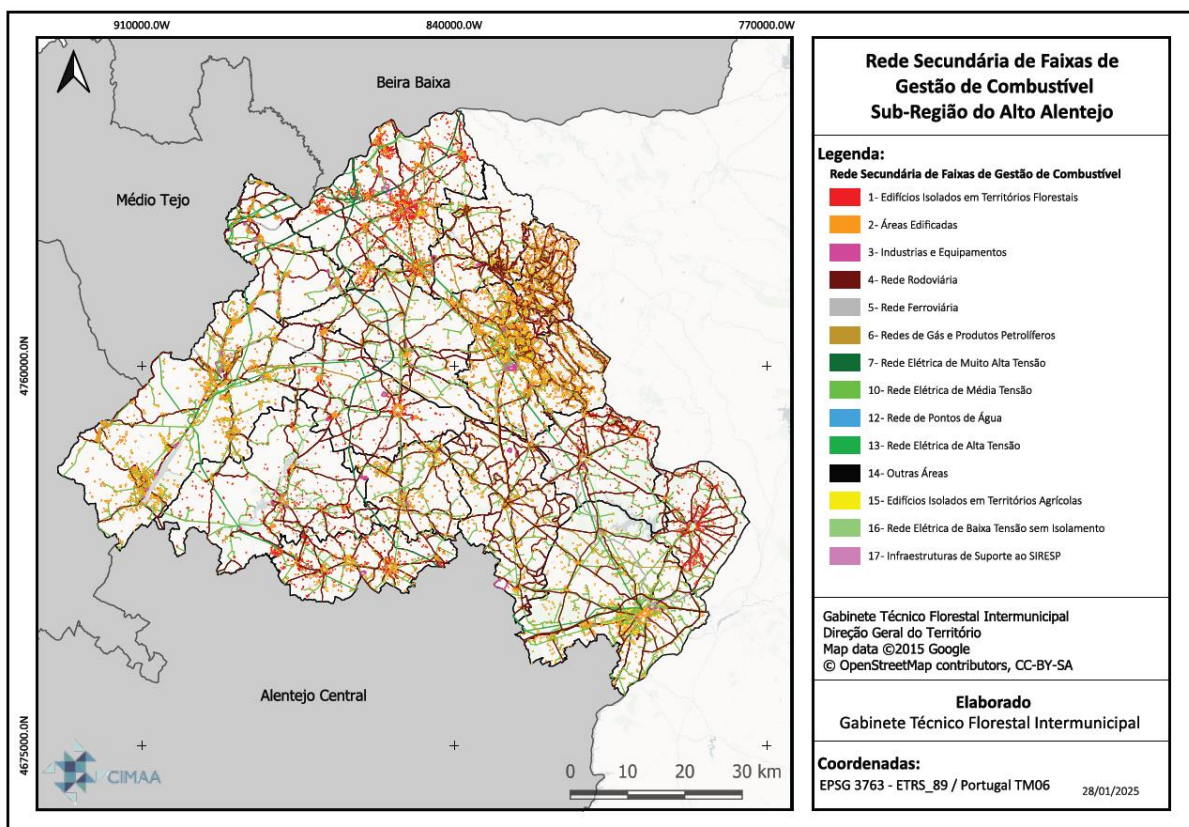 910000.0W
840000.0W
770000.0W
4760000.0N
4675000.0N
Beira Baixa
Médio Tejo
Alentejo Central
CIMAA
0 10 20 30 km
Rede Secundária de Faixas de
Gestão de Combustível
Sub-Região do Alto Alentejo
Legenda:
Rede Secundária de Faixas de Gestão de Combustível
1- Edifícios Isolados em Territórios Florestais
2- Áreas Edificadas
3- Industrias e Equipamentos
4- Rede Rodoviária
5- Rede Ferroviária
6- Redes de Gás e Produtos Petrolíferos
7- Rede Elétrica de Muito Alta Tensão
10- Rede Elétrica de Média Tensão
12- Rede de Pontos de Água
13- Rede Elétrica de Alta Tensão
14- Outras Áreas
15- Edifícios Isolados em Territórios Agrícolas
16- Rede Elétrica de Baixa Tensão sem Isolamento
17- Infraestruturas de Suporte ao SIRESP
Gabinete Técnico Florestal Intermunicipal
Direção Geral do Território
Map data ©2015 Google
© OpenStreetMap contributors, CC-BY-SA
Elaborado
Gabinete Técnico Florestal Intermunicipal
Coordenadas:
EPSG 3763 - ETRS_89 / Portugal TM06
28/01/2025